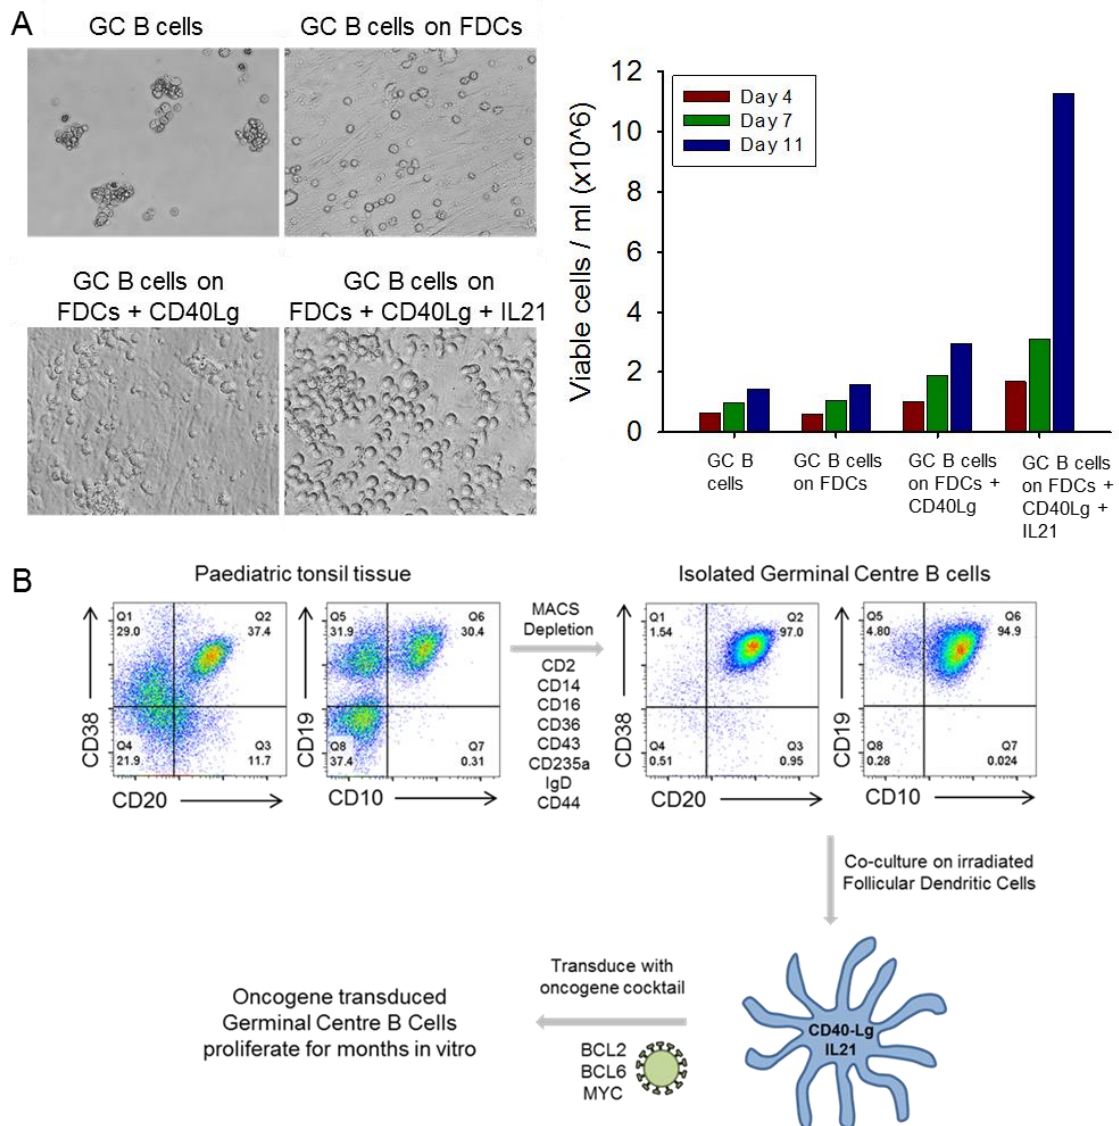 A
GC B cells
GC B cells on FDCs
GC B cells on
FDCs + CD40Lg
GC B cells on
FDCs + CD40Lg + IL21
Viable cells / ml (x10^6)
12
10
8
6
4
2
0
Day 4
Day 7
Day 11
GC B
cells
GC B cells
on FDCs
GC B cells
on FDCs +
CD40Lg
GC B cells
on FDCs +
CD40Lg +
IL21
B
Paediatric tonsil tissue
Q1
29.0
Q2
37.4
Q4
21.9
Q3
11.7
CD38
CD20
Q5
31.9
Q6
30.4
Q8
37.4
Q7
0.31
CD19
CD10
MACS
Depletion
CD2
CD14
CD16
CD36
CD43
CD235a
IgD
CD44
Isolated Germinal Centre B cells
Q1
1.54
Q2
97.0
Q4
0.51
Q3
0.95
CD38
CD20
Q5
4.80
Q6
94.9
Q8
0.28
Q7
0.024
CD19
CD10
Co-culture on irradiated
Follicular Dendritic Cells
CD40-Lg
IL21
Transduce with
oncogene cocktail
BCL2
BCL6
MYC
Oncogene transduced
Germinal Centre B Cells
proliferate for months in vitro